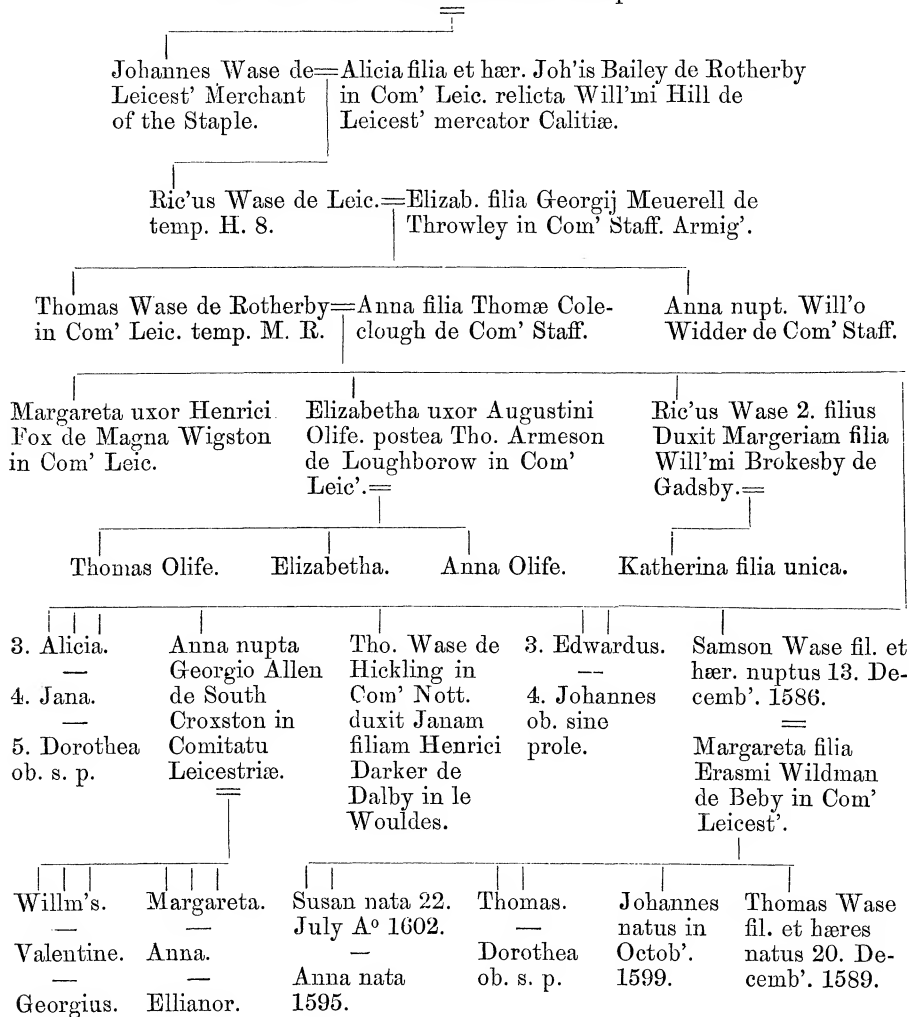 Johannes Wase de=Alicia filia et hær. Joh'is Bailey de Rotherby
Leicest' Merchant in Com' Leic. relicta Will'mi Hill de
of the Staple. Leicest' mercator Calitiæ.
Ric'us Wase de Leic.=Elizab. filia Georgij Meuerell de
temp. H. 8. Throwley in Com' Staff. Armig'.
Thomas Wase de Rotherby=Anna filia Thomæ Cole-
in Com' Leic. temp. M. R. clough de Com' Staff.
Anna nupt. Will'o
Widder de Com' Staff.
Margareta uxor Henrici
Fox de Magna Wigston
in Com' Leic.
Elizabetha uxor Augustini
Olife. postea Tho. Armeson
de Loughborow in Com'
Leic'.=
Ric'us Wase 2. filius
Duxit Margeriam filia
Will'mi Brokesby de
Gadsby.=
Thomas Olife. Elizabetha. Anna Olife. Katherina filia unica.
3. Alicia.
—
4. Jana.
—
5. Dorothea
ob. s. p.
Anna nupta
Georgio Allen
de South
Croxston in
Comitatu
Leicestriæ.
=
Tho. Wase de
Hickling in
Com' Nott.
duxit Janam
filiam Henrici
Darker de
Dalby in le
Wouldes.
3. Edwardus.
—
4. Johannes
ob. sine
prole.
Samson Wase fil. et
hær. nuptus 13. De-
cemb'. 1586.
=
Margareta filia
Erasmi Wildman
de Beby in Com'
Leicest'.
Willm's.
—
Valentine.
—
Georgius.
Margareta.
—
Anna.
—
Ellianor.
Susan nata 22.
July Aº 1602.
—
Anna nata
1595.
Thomas.
—
Dorothea
ob. s. p.
Johannes
natus in
Octob'.
1599.
Thomas Wase
fil. et hæres
natus 20. De-
cemb'. 1589.